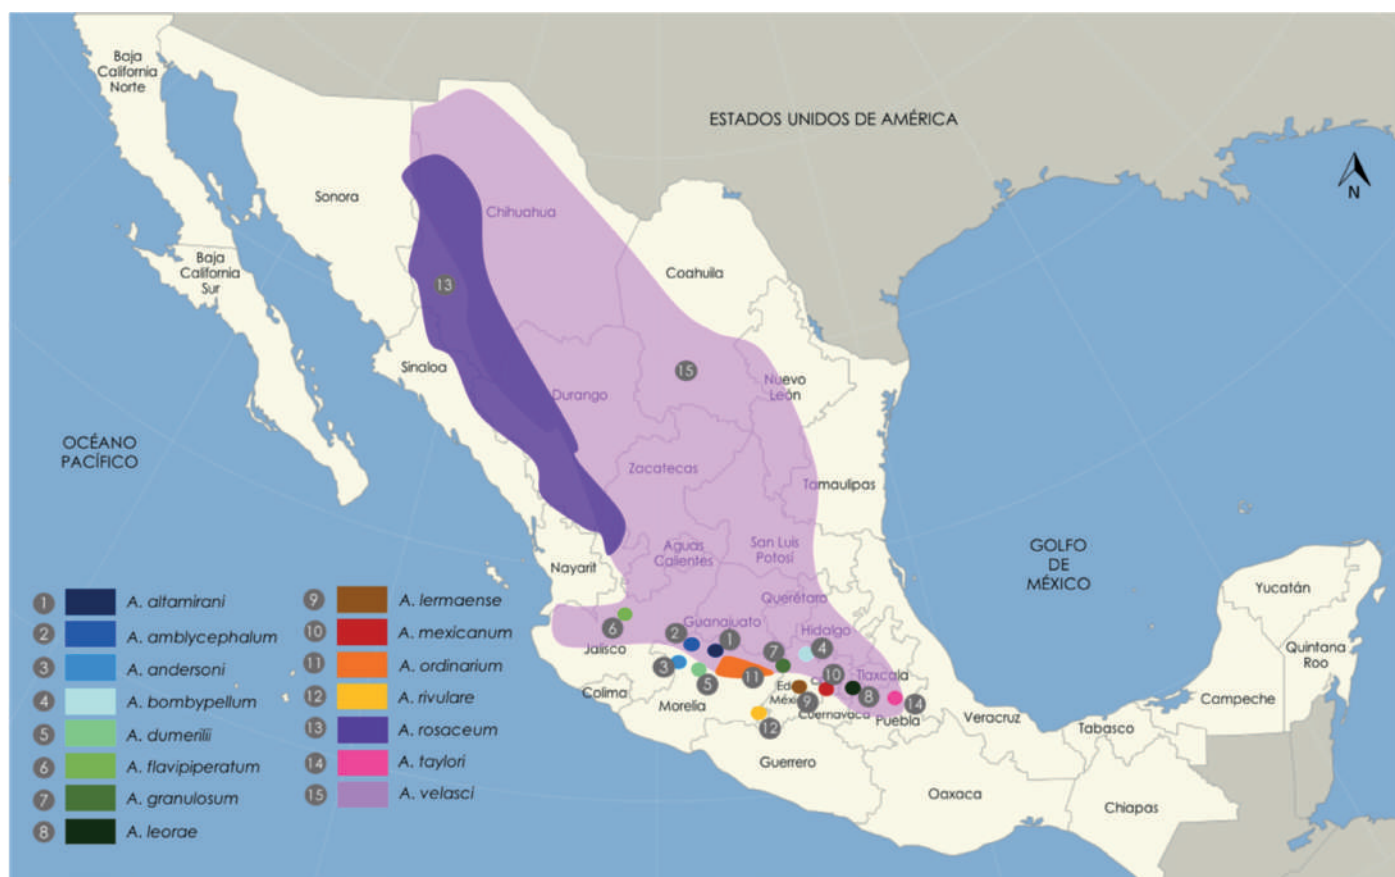 Baja
California
Norte
ESTADOS UNIDOS DE AMÉRICA
N
Sonora
Chihuahua
Coahuila
Baja
California
Sur
13
Sinaloa
15
Nuevo
León
Durango
OCÉANO
PACÍFICO
Zacatecas
Tamaulipas
Aguas
Calientes
San Luis
Potosí
GOLFO
DE
MÉXICO
Nayarit
Yucatán
Querétaro
Quintana
Roo
Guanajuato
Hidalgo
6
2
1
7
4
Jalisco
3
5
11
10
Tlaxcala
Colima
Morelia
9
8
14
Cuernavaca
Puebla
12
Veracruz
Tabasco
Campeche
Guerrero
Oaxaca
Chiapas
1 A. altamirani
2 A. amblycephalum
3 A. andersoni
4 A. bombypellum
5 A. dumerilii
6 A. flavipiperatum
7 A. granulosum
8 A. leorae
9 A. lermaense
10 A. mexicanum
11 A. ordinarium
12 A. rivulare
13 A. rosaceum
14 A. taylori
15 A. velasci